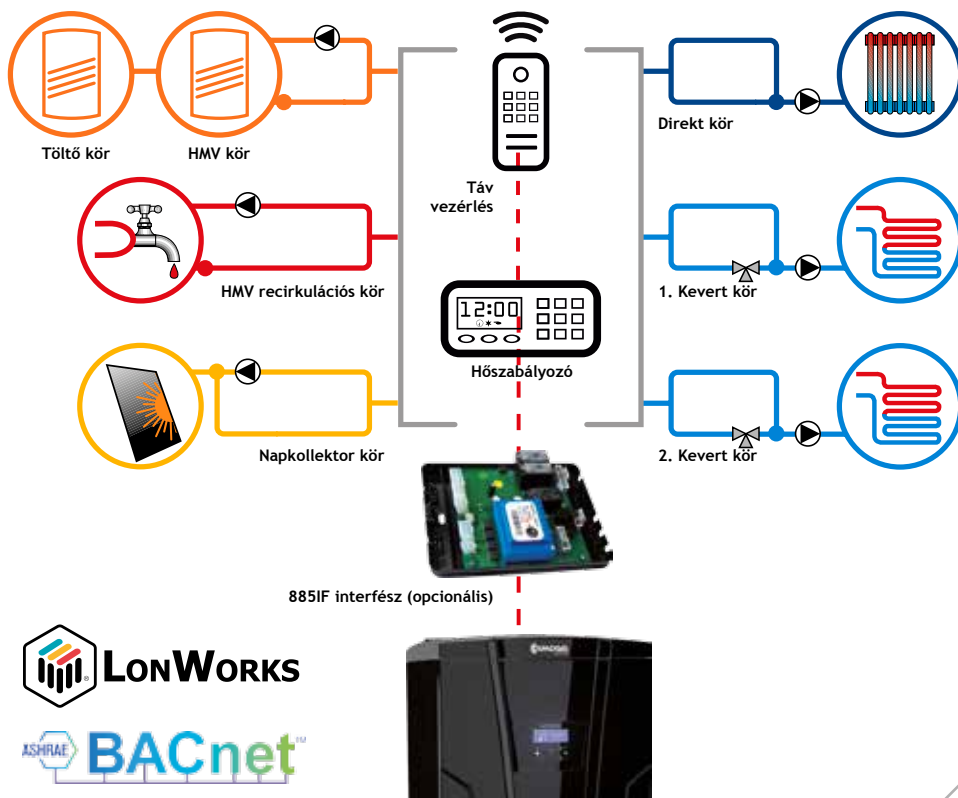 Töltő kör
HMV kör
Direkt kör
Táv
vezérlés
HMV recirkulációs kör
1. Kevert kör
12:00
Hőszabályozó
Napkollektor kör
2. Kevert kör
885IF interfész (opcionális)
LONWORKS
ASHRAE BACnet™